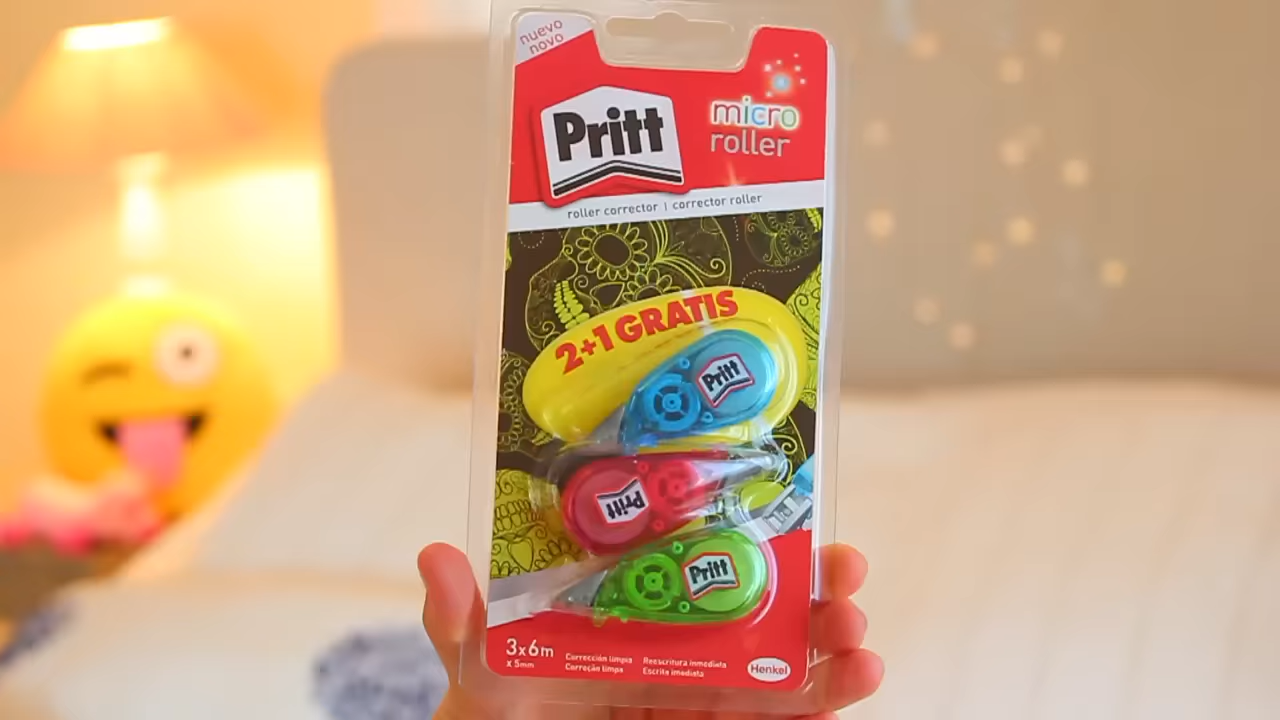 nuevo
novo
Pritt
micro
roller
roller corrector | corrector roller
2+1 GRATIS
Pritt
Pritt
Pritt
3x6m
x 5mm
Corrección limpia
Correção limpa
Reescritura inmediata
Escrita imediata
Henkel